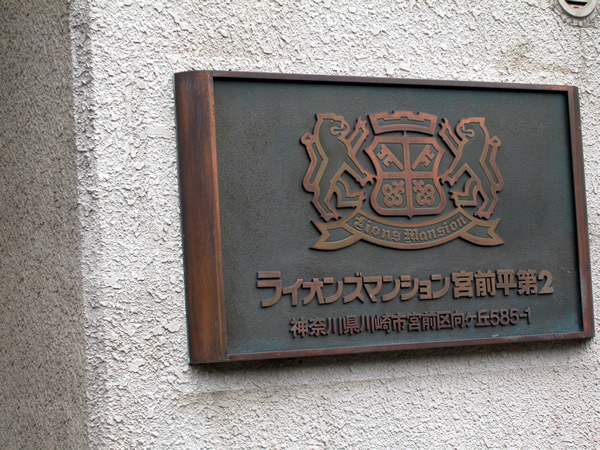 Lions Mansion
ライオンズマンション宮前平第2
神奈川県川崎市宮前区向ケ丘585-1